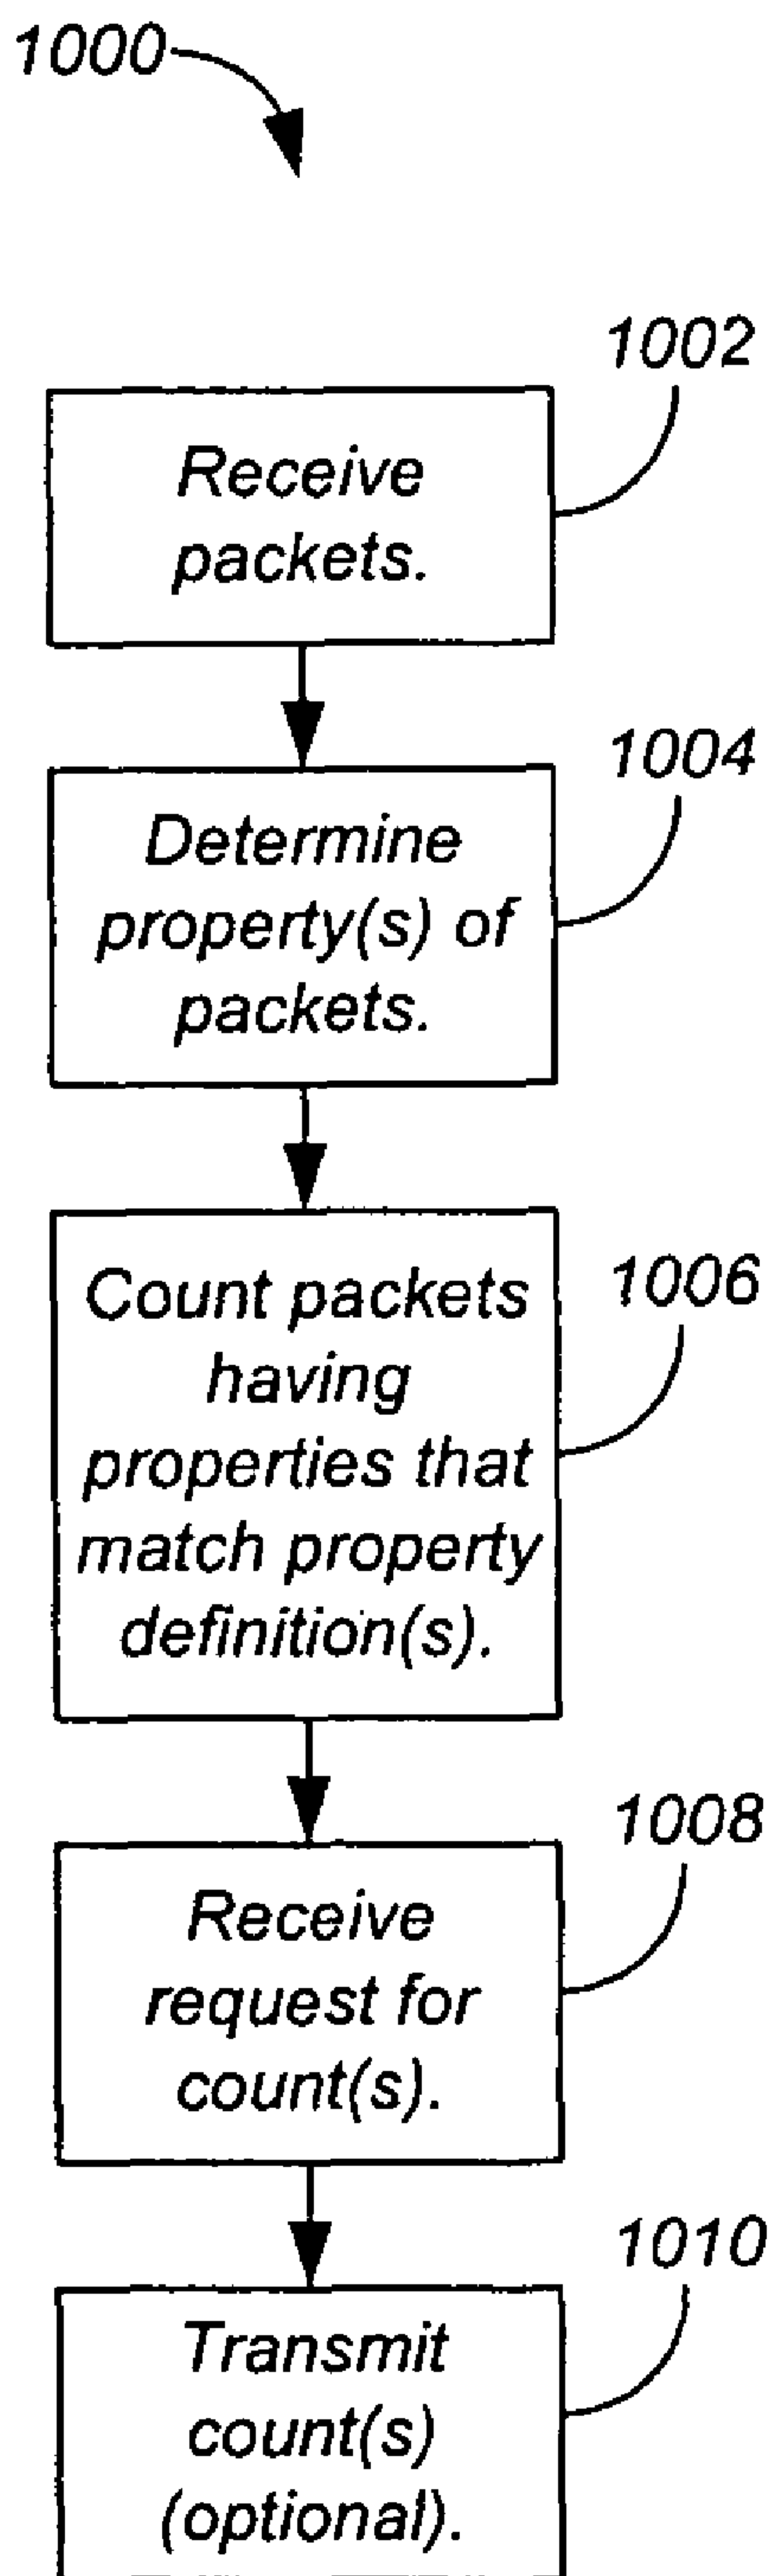 1000
1002
Receive
packets.
1004
Determine
property(s) of
packets.
1006
Count packets
having
properties that
match property
definition(s).
1008
Receive
request for
count(s).
1010
Transmit
count(s)
(optional).